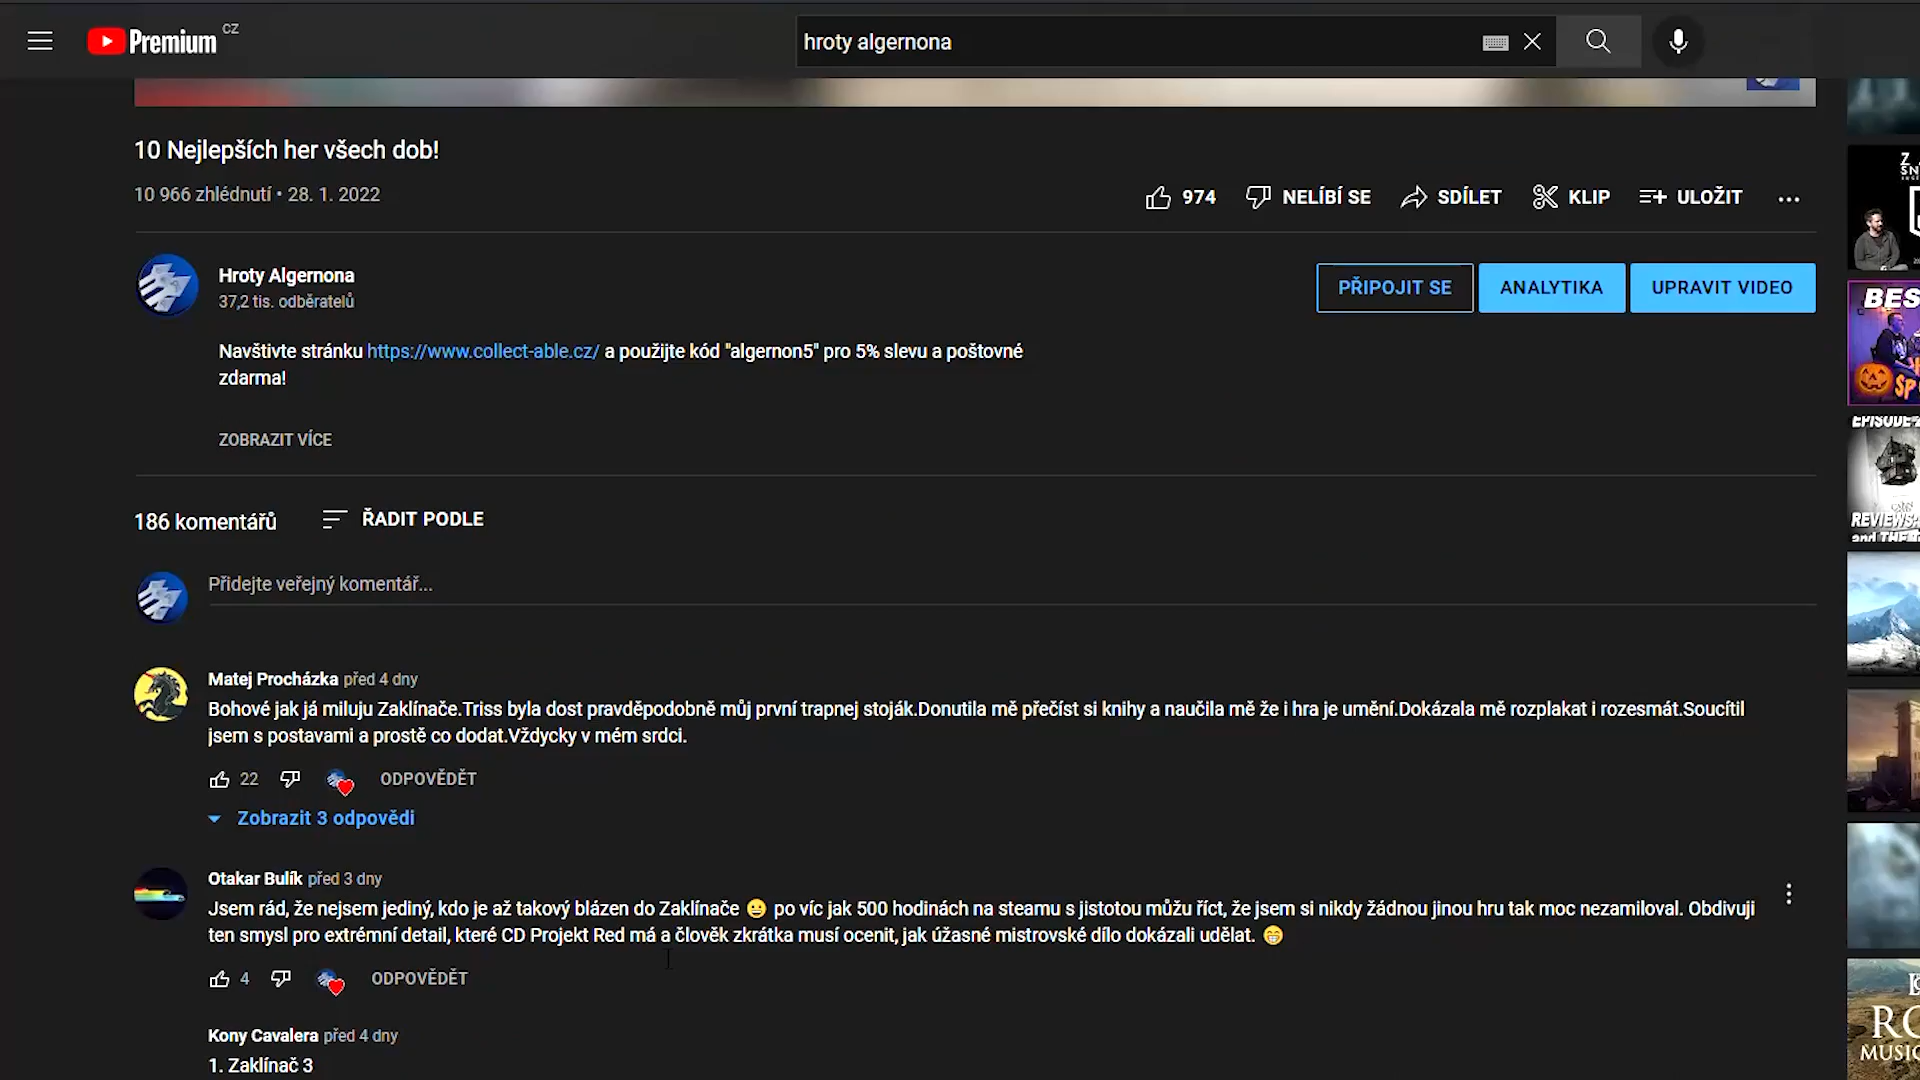 Premium CZ
hroty algernona
10 Nejlepších her všech dob!
10 966 zhlédnutí • 28. 1. 2022
974 NELÍBÍ SE SDÍLET KLIP ULOŽIT
Hroty Algernona
37,2 tis. odběratelů
PŘIPOJIT SE ANALYTIKA UPRAVIT VIDEO
Navštivte stránku https://www.collect-able.cz/ a použijte kód "algernon5" pro 5% slevu a poštovné
zdarma!
ZOBRAZIT VÍCE
186 komentářů ŘADIT PODLE
Přidejte veřejný komentář...
Matej Procházka před 4 dny
Bohové jak já miluju Zaklínače.Triss byla dost pravděpodobně můj první trapnej stoják.Donutila mě přečíst si knihy a naučila mě že i hra je umění.Dokázala mě rozplakat i rozesmát.Soucítil
jsem s postavami a prostě co dodat.Vždycky v mém srdci.
22 ODPOVĚDĚT
Zobrazit 3 odpovědi
Otakar Bulík před 3 dny
Jsem rád, že nejsem jediný, kdo je až takový blázen do Zaklínače 😀 po víc jak 500 hodinách na steamu s jistotou můžu říct, že jsem si nikdy žádnou jinou hru tak moc nezamiloval. Obdivuji
ten smysl pro extrémní detail, které CD Projekt Red má a člověk zkrátka musí ocenit, jak úžasné mistrovské dílo dokázali udělat. 😁
4 ODPOVĚDĚT
Kony Cavalera před 4 dny
1. Zaklínač 3
BES
SP
REVIEWS
and THE
MUSIC